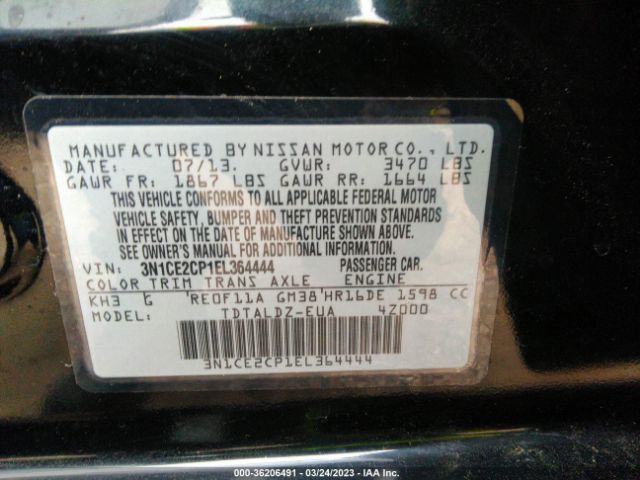 MANUFACTURED BY NISSAN MOTOR CO., LTD.
DATE: 07/13. GVWR: 3470 LBS
GAWR FR: 1867 LBS GAWR RR: 1664 LBS
THIS VEHICLE CONFORMS TO ALL APPLICABLE FEDERAL MOTOR
VEHICLE SAFETY, BUMPER AND THEFT PREVENTION STANDARDS
IN EFFECT ON THE DATE OF MANUFACTURE SHOWN ABOVE.
SEE OWNER'S MANUAL FOR ADDITIONAL INFORMATION.
VIN: 3N1CE2CP1EL364444 PASSENGER CAR.
COLOR TRIM TRANS AXLE ENGINE
KH3 G RE0F11A GM38 HR16DE 1598 CC
MODEL: TDTALDZ-EUA 4Z000
3N1CE2CP1EL364444
000-36206491 - 03/24/2023 - IAA Inc.